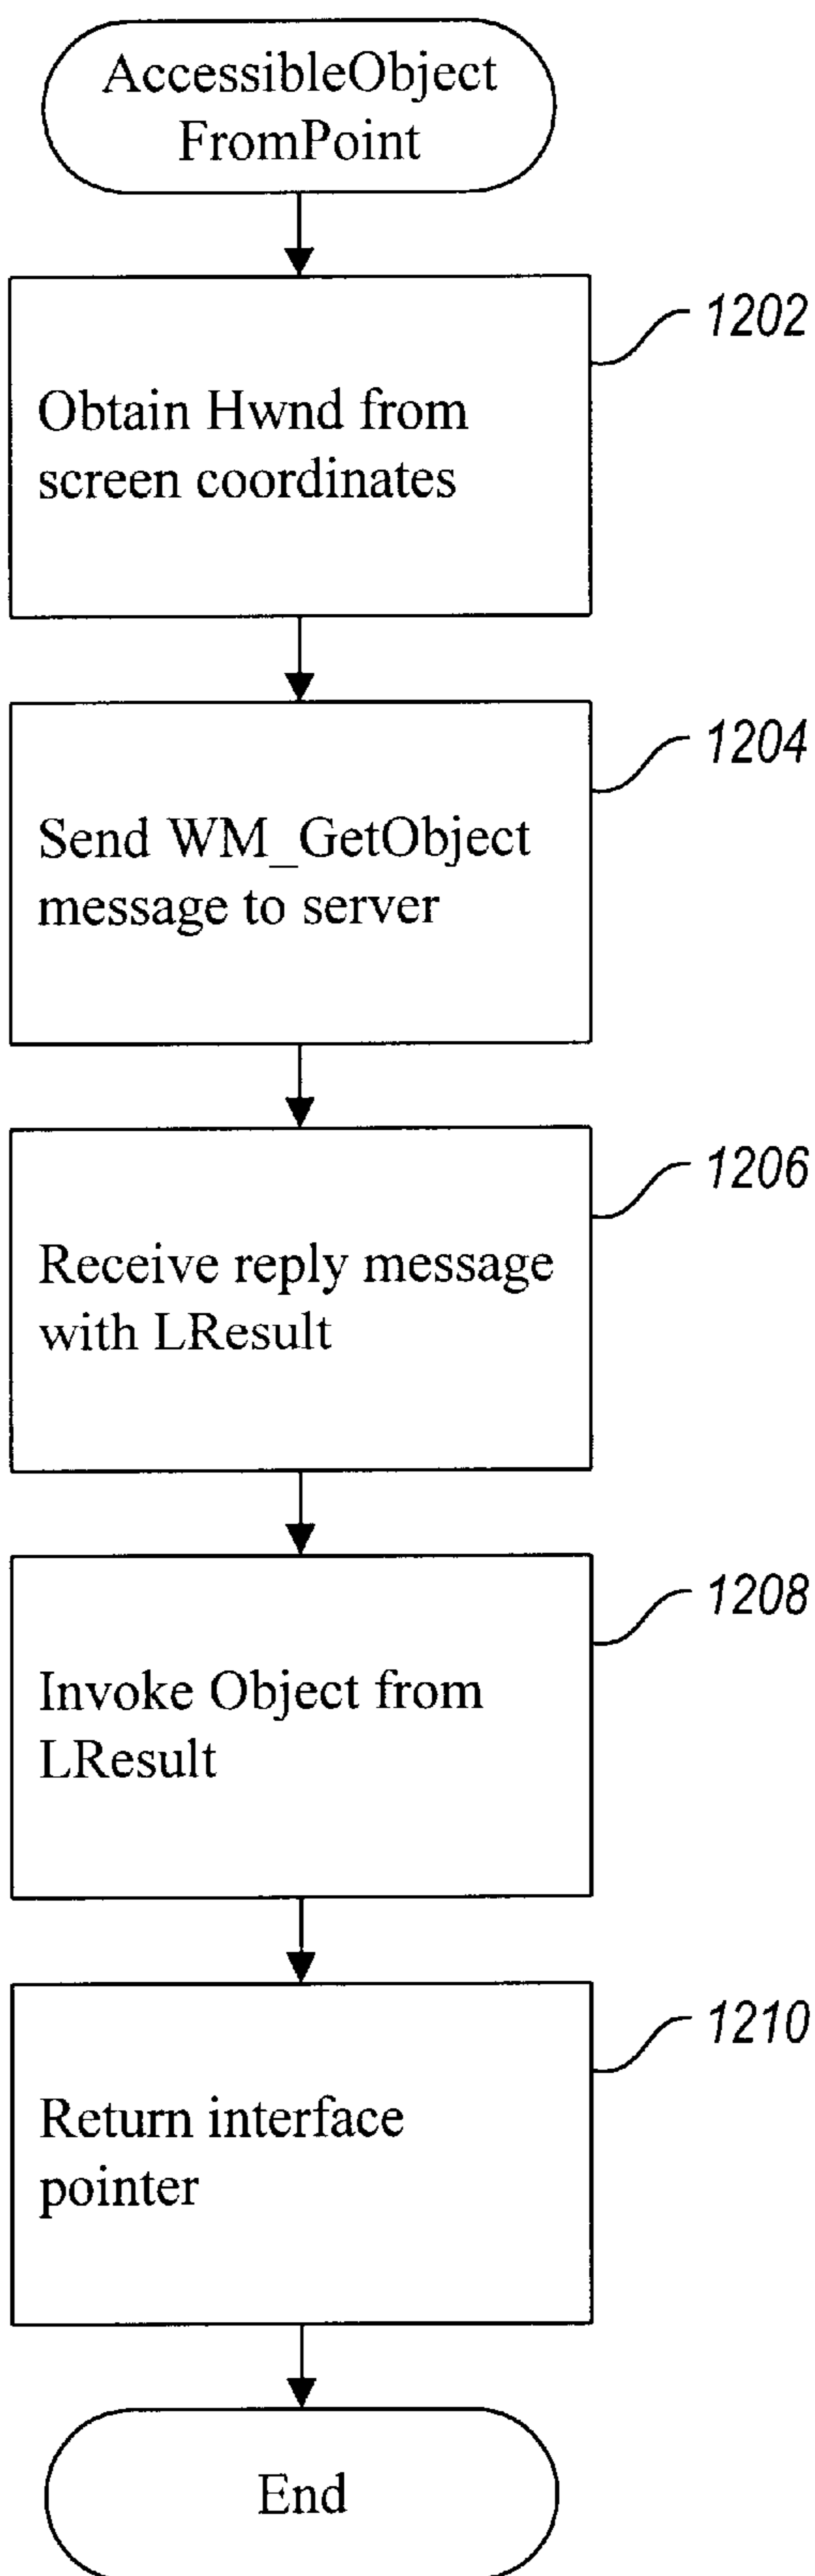 AccessibleObject
FromPoint
1202
Obtain Hwnd from
screen coordinates
1204
Send WM_GetObject
message to server
1206
Receive reply message
with LResult
1208
Invoke Object from
LResult
1210
Return interface
pointer
End